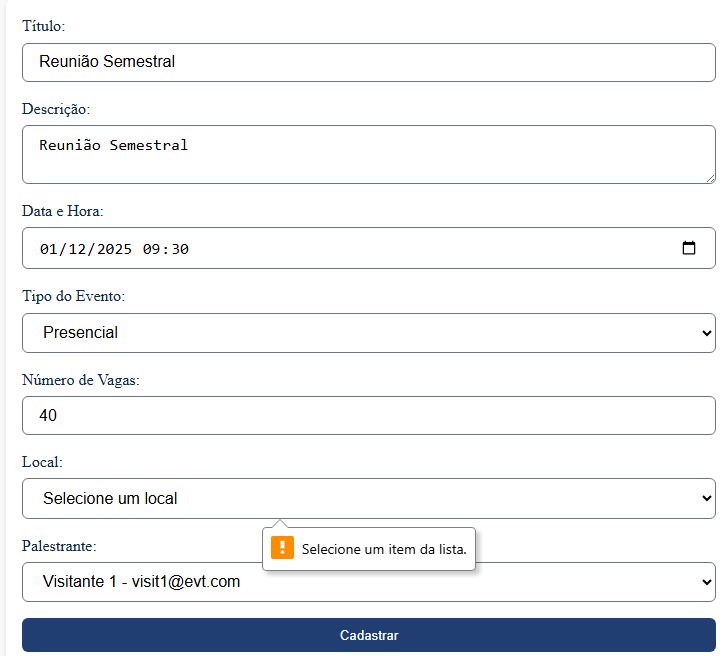 Título:
Reunião Semestral
Descrição:
Reunião Semestral
Data e Hora:
01/12/2025 09:30
Tipo do Evento:
Presencial
Número de Vagas:
40
Local:
Selecione um local
Selecione um item da lista.
Palestrante:
Visitante 1 - visit1@evt.com
Cadastrar